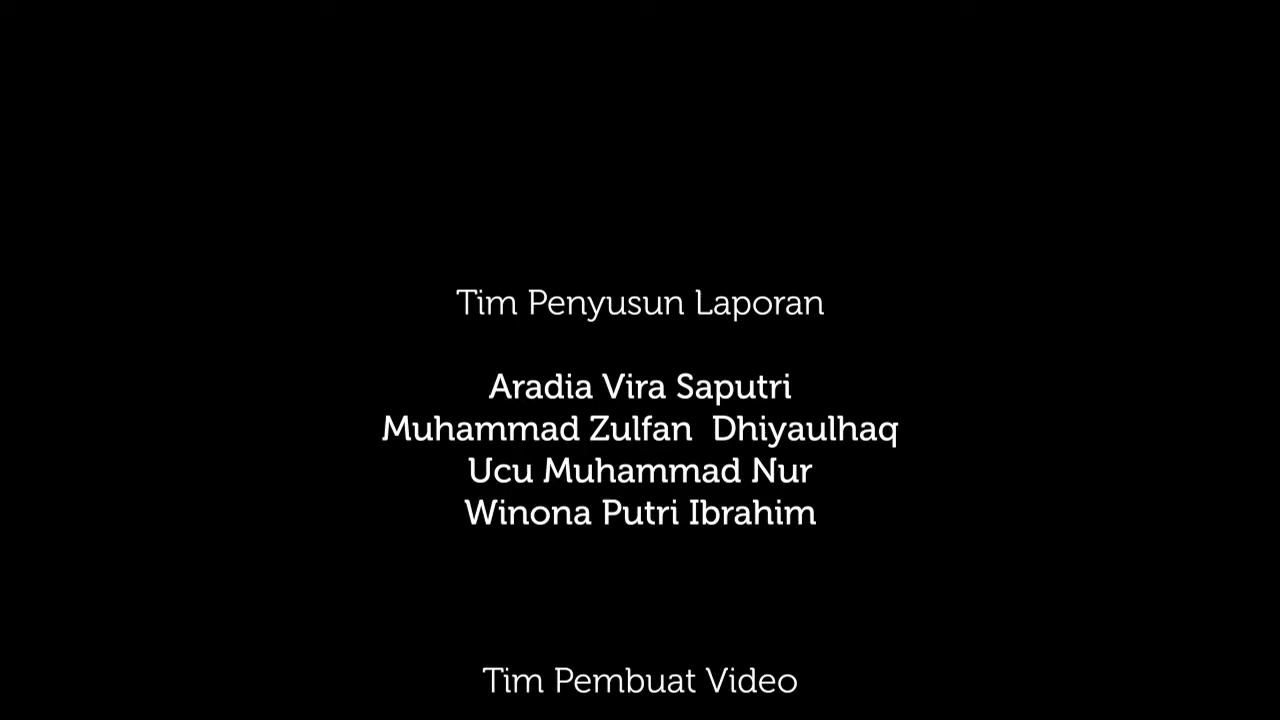 Tim Penyusun Laporan
Aradia Vira Saputri
Muhammad Zulfan  Dhiyaulhaq
Ucu Muhammad Nur
Winona Putri Ibrahim
Tim Pembuat Video